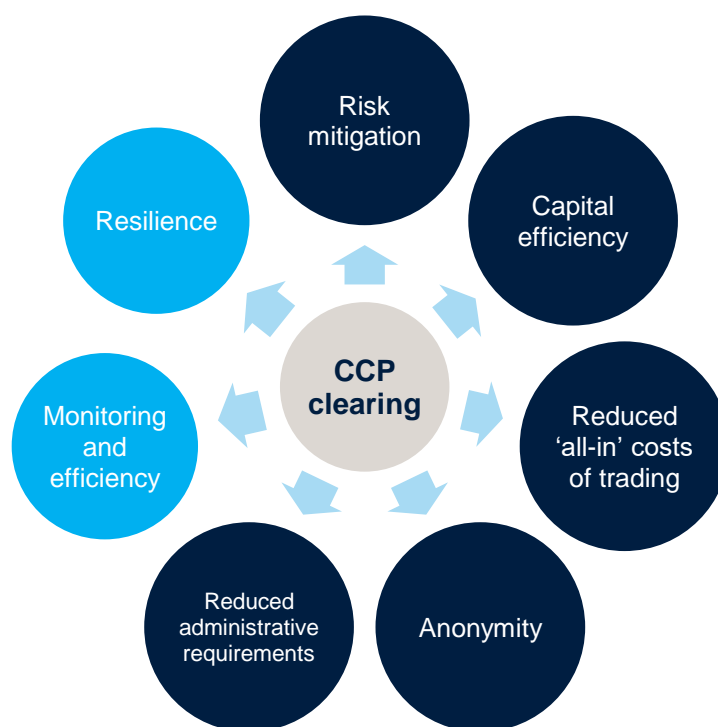 Risk
mitigation
Capital
efficiency
Reduced
‘all-in’ costs
of trading
Anonymity
Reduced
administrative
requirements
Monitoring
and
efficiency
Resilience
CCP
clearing